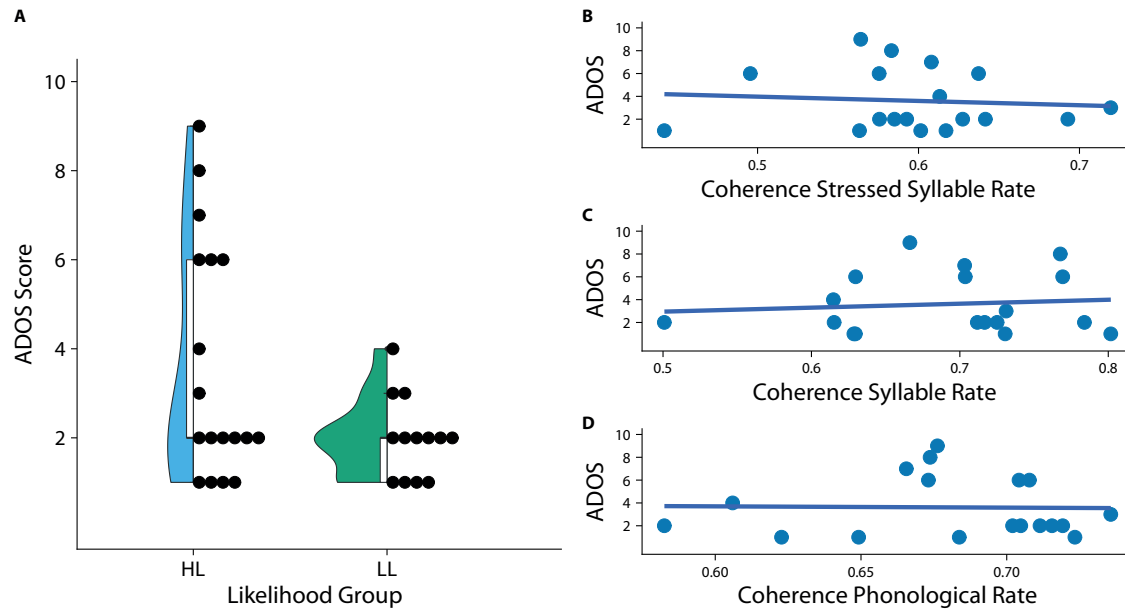 A
10
8
6
4
2
ADOS Score
HL
LL
Likelihood Group
B
10
8
6
4
2
ADOS
0.5
0.6
0.7
Coherence Stressed Syllable Rate
C
10
8
6
4
2
ADOS
0.5
0.6
0.7
0.8
Coherence Syllable Rate
D
10
8
6
4
2
ADOS
0.60
0.65
0.70
Coherence Phonological Rate